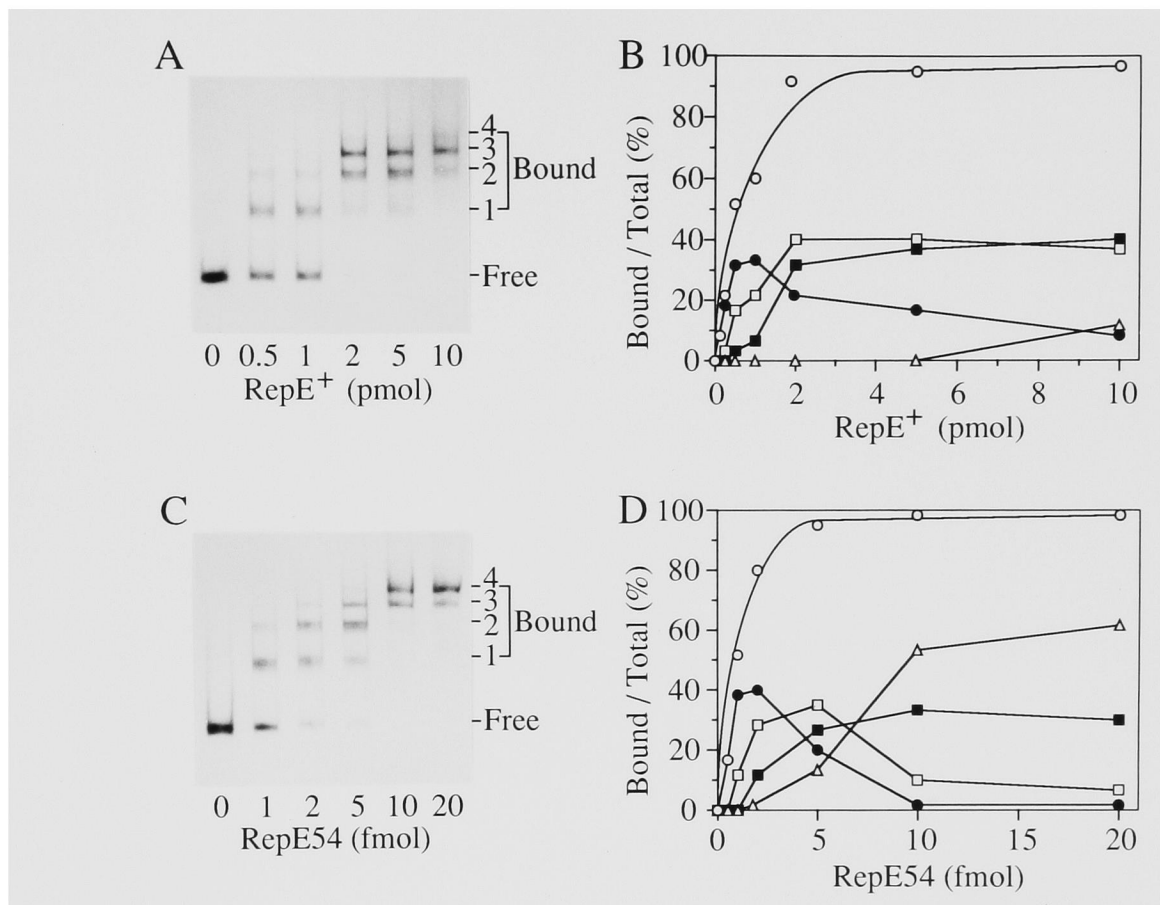 A
4
3
2
1
Bound
Free
0 0.5 1 2 5 10
RepE+ (pmol)
B
100
80
60
40
20
0
Bound / Total (%)
0 2 4 6 8 10
RepE+ (pmol)
C
4
3
2
1
Bound
Free
0 1 2 5 10 20
RepE54 (fmol)
D
100
80
60
40
20
0
Bound / Total (%)
0 5 10 15 20
RepE54 (fmol)